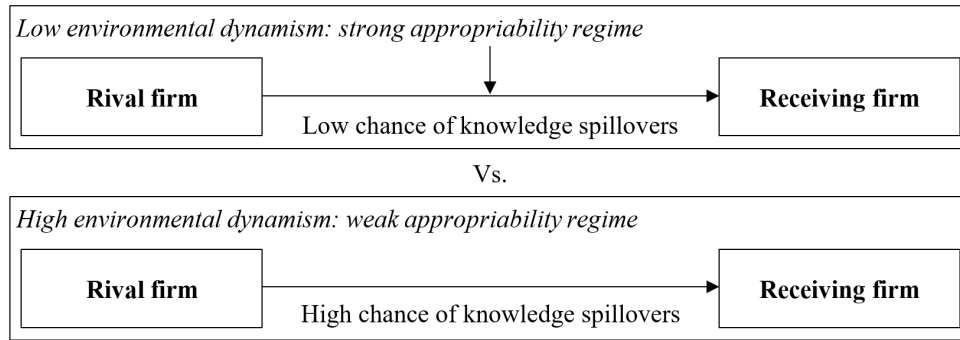 Low environmental dynamism: strong appropriability regime
Rival firm
Receiving firm
Low chance of knowledge spillovers
Vs.
High environmental dynamism: weak appropriability regime
Rival firm
Receiving firm
High chance of knowledge spillovers